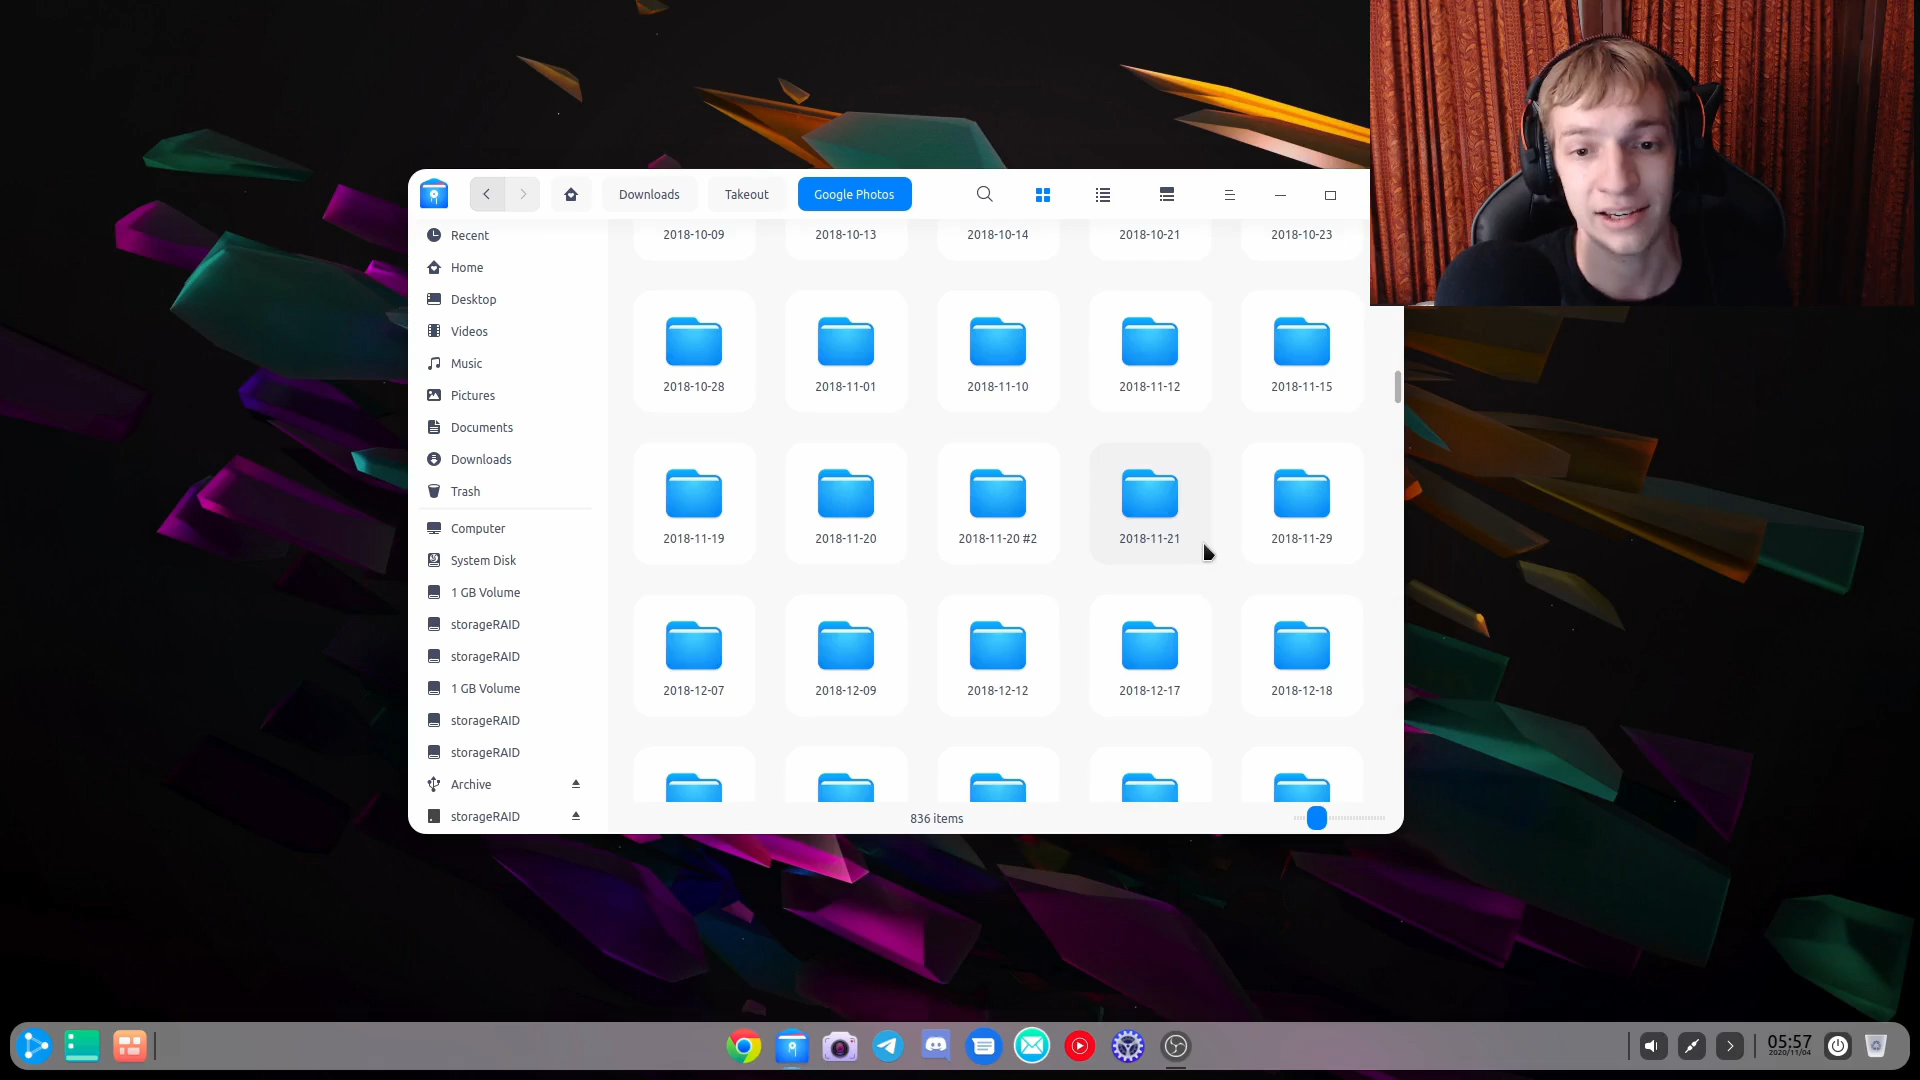 Downloads
Takeout
Google Photos
Recent
Home
Desktop
Videos
Music
Pictures
Documents
Downloads
Trash
Computer
System Disk
1 GB Volume
storageRAID
storageRAID
1 GB Volume
storageRAID
storageRAID
Archive
storageRAID
2018-10-09
2018-10-13
2018-10-14
2018-10-21
2018-10-23
2018-10-28
2018-11-01
2018-11-10
2018-11-12
2018-11-15
2018-11-19
2018-11-20
2018-11-20 #2
2018-11-21
2018-11-29
2018-12-07
2018-12-09
2018-12-12
2018-12-17
2018-12-18
836 items
05:57
2020/11/04